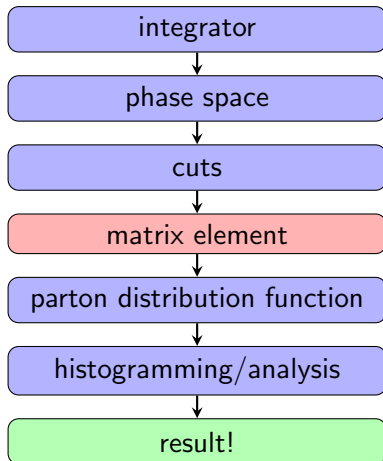 integrator
phase space
cuts
matrix element
parton distribution function
histogramming/analysis
result!